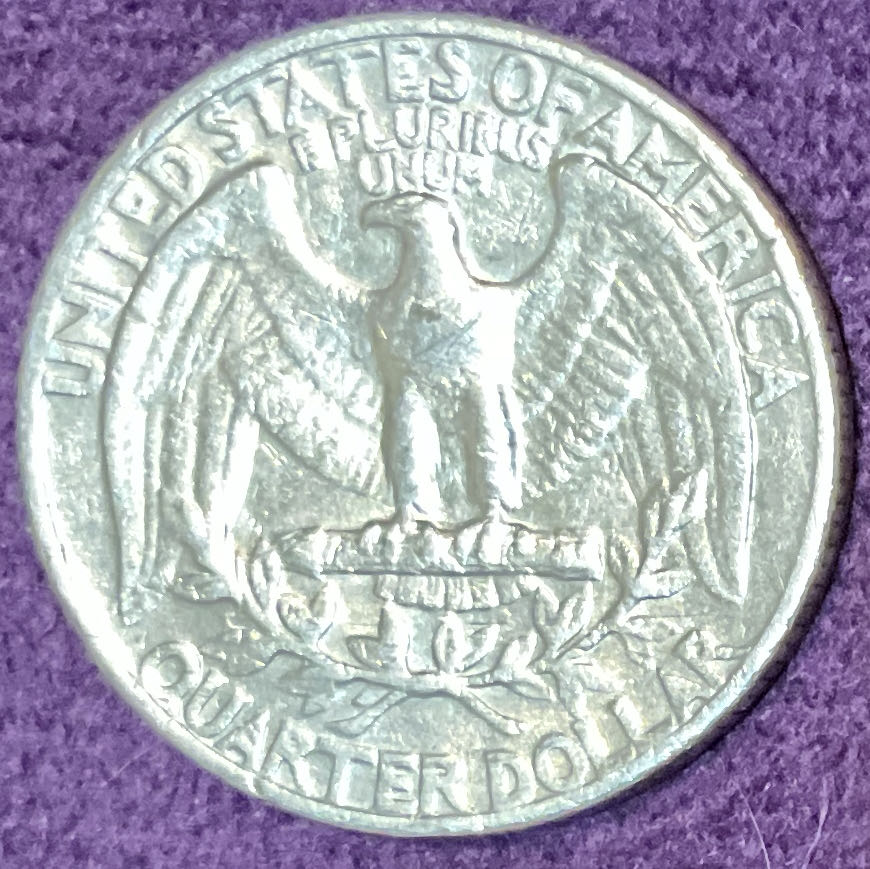 UNITED STATES OF AMERICA
E PLURIBUS
UNUM
QUARTER DOLLAR